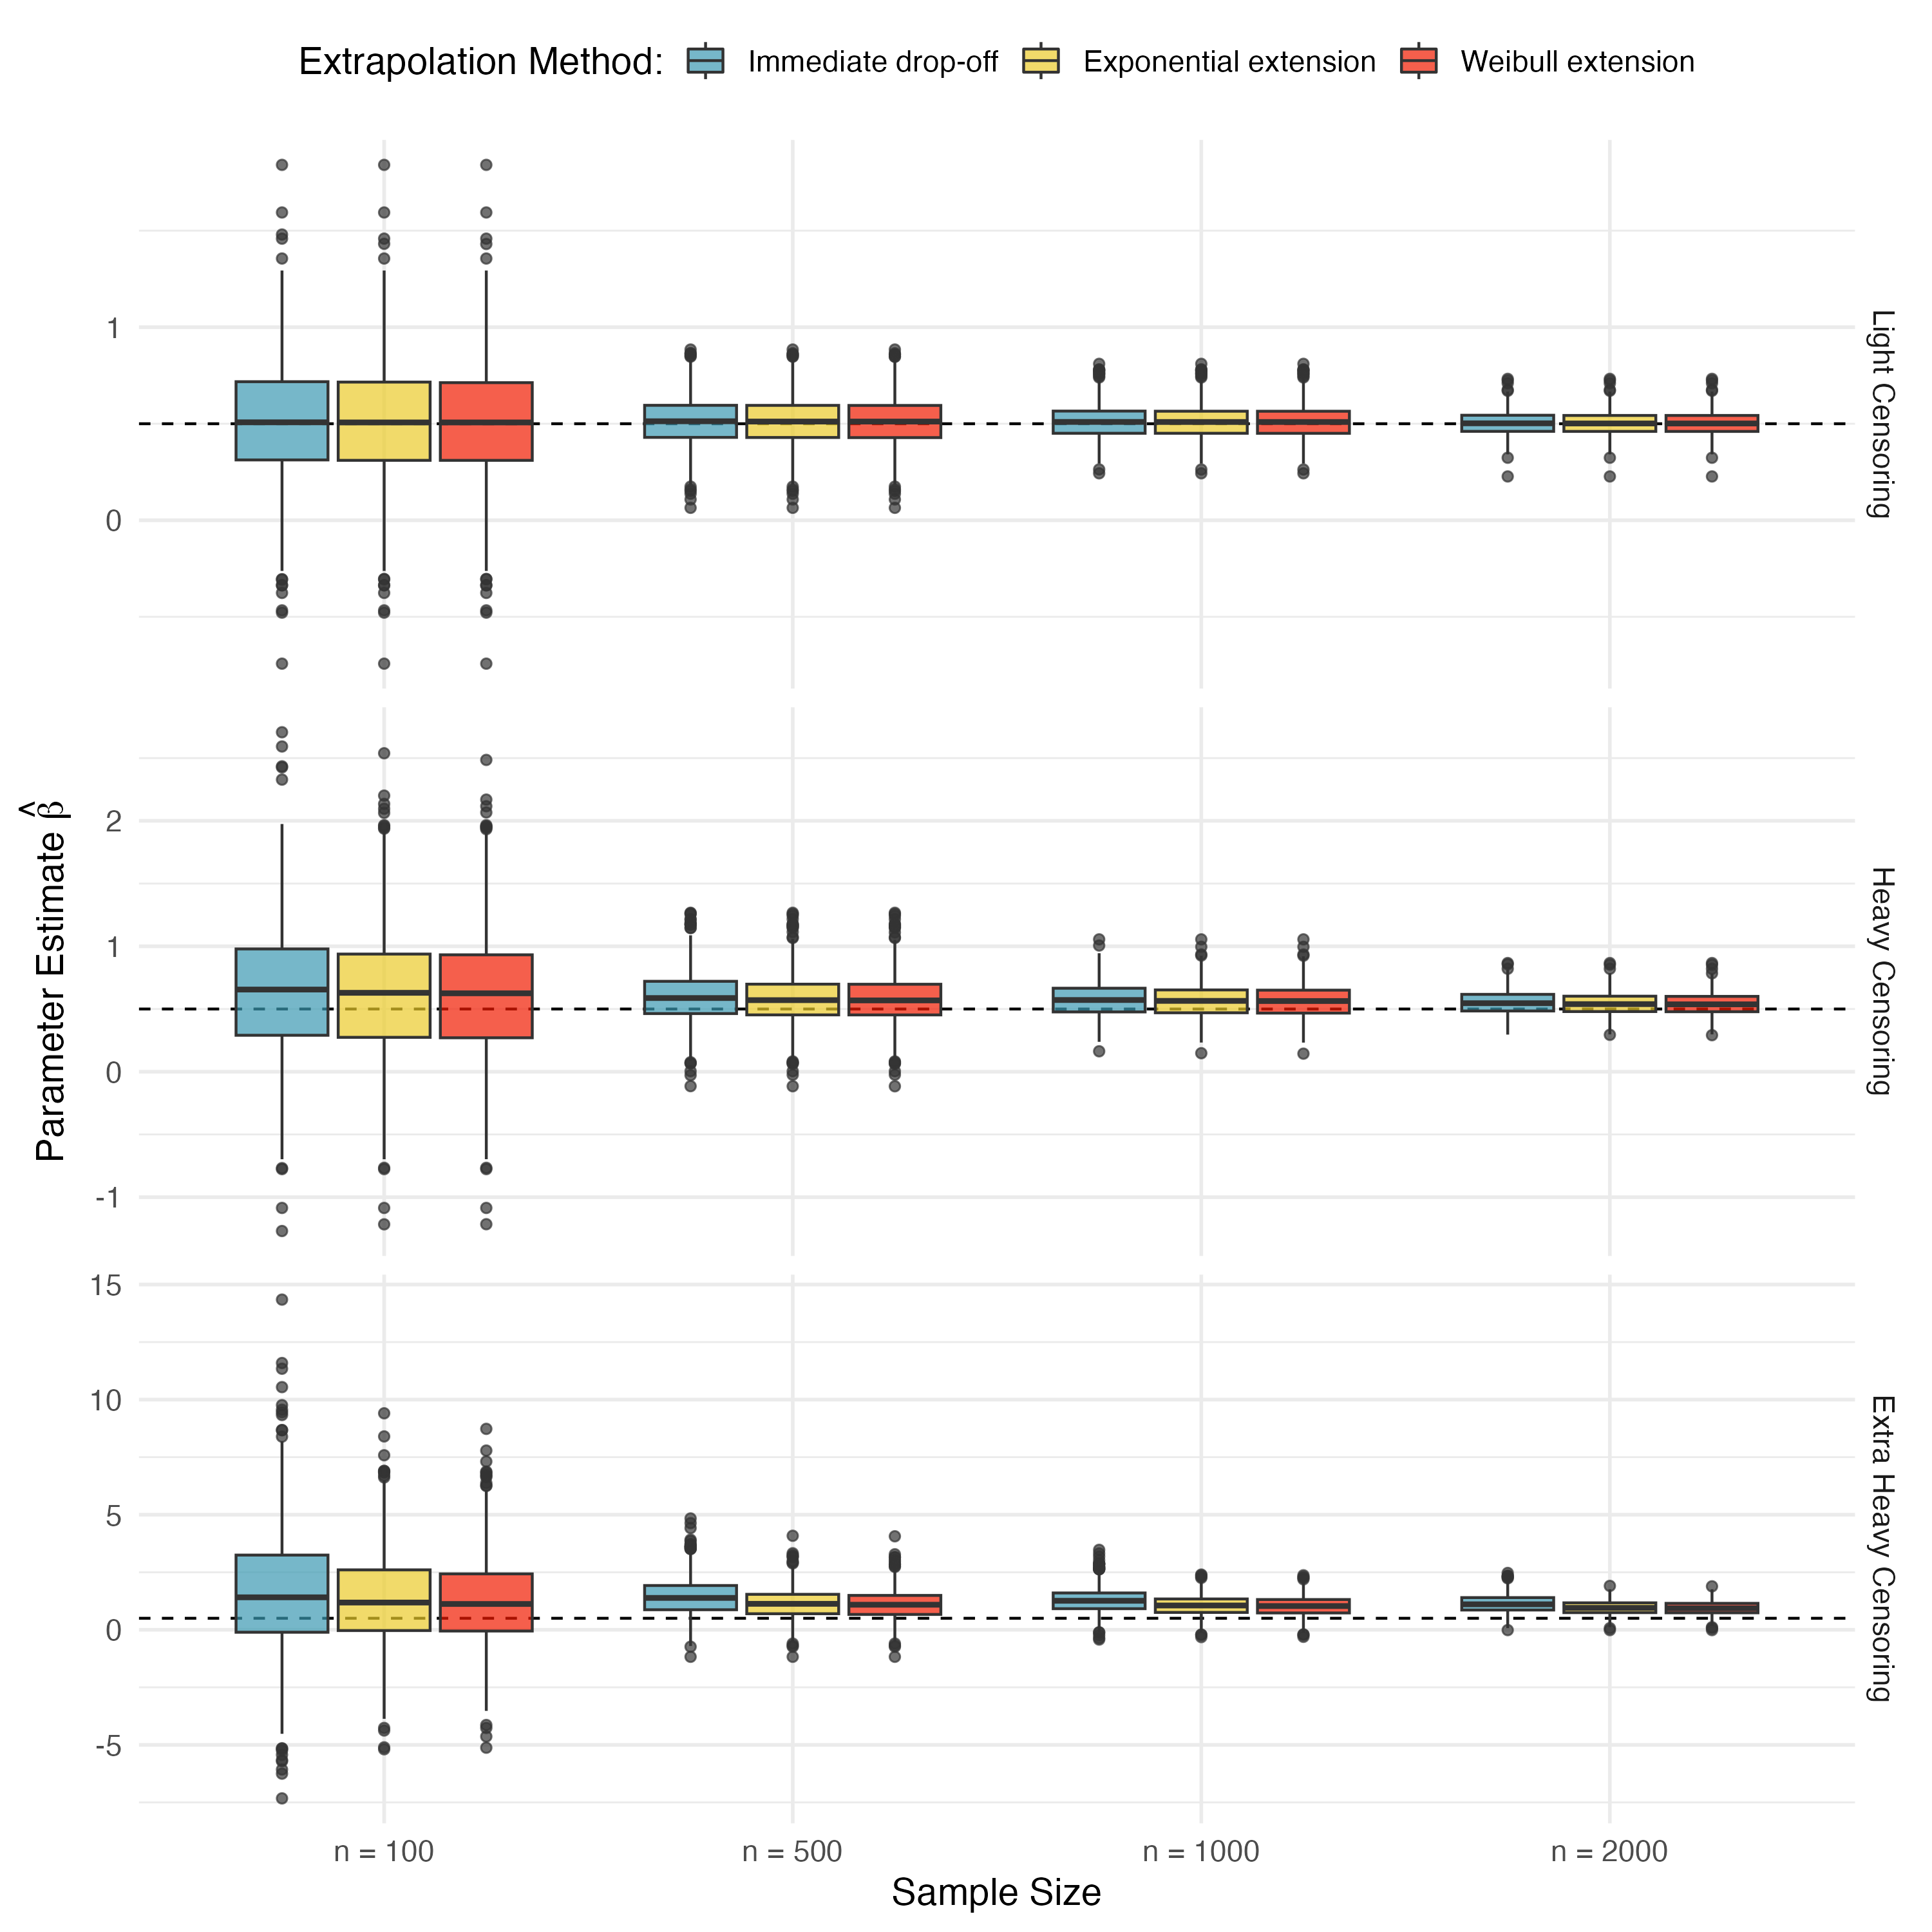 Extrapolation Method: Immediate drop-off Exponential extension Weibull extension
1
0
Light Censoring
2
1
0
-1
Heavy Censoring
15
10
5
0
-5
Extra Heavy Censoring
Parameter Estimate β̂
n = 100 n = 500 n = 1000 n = 2000
Sample Size